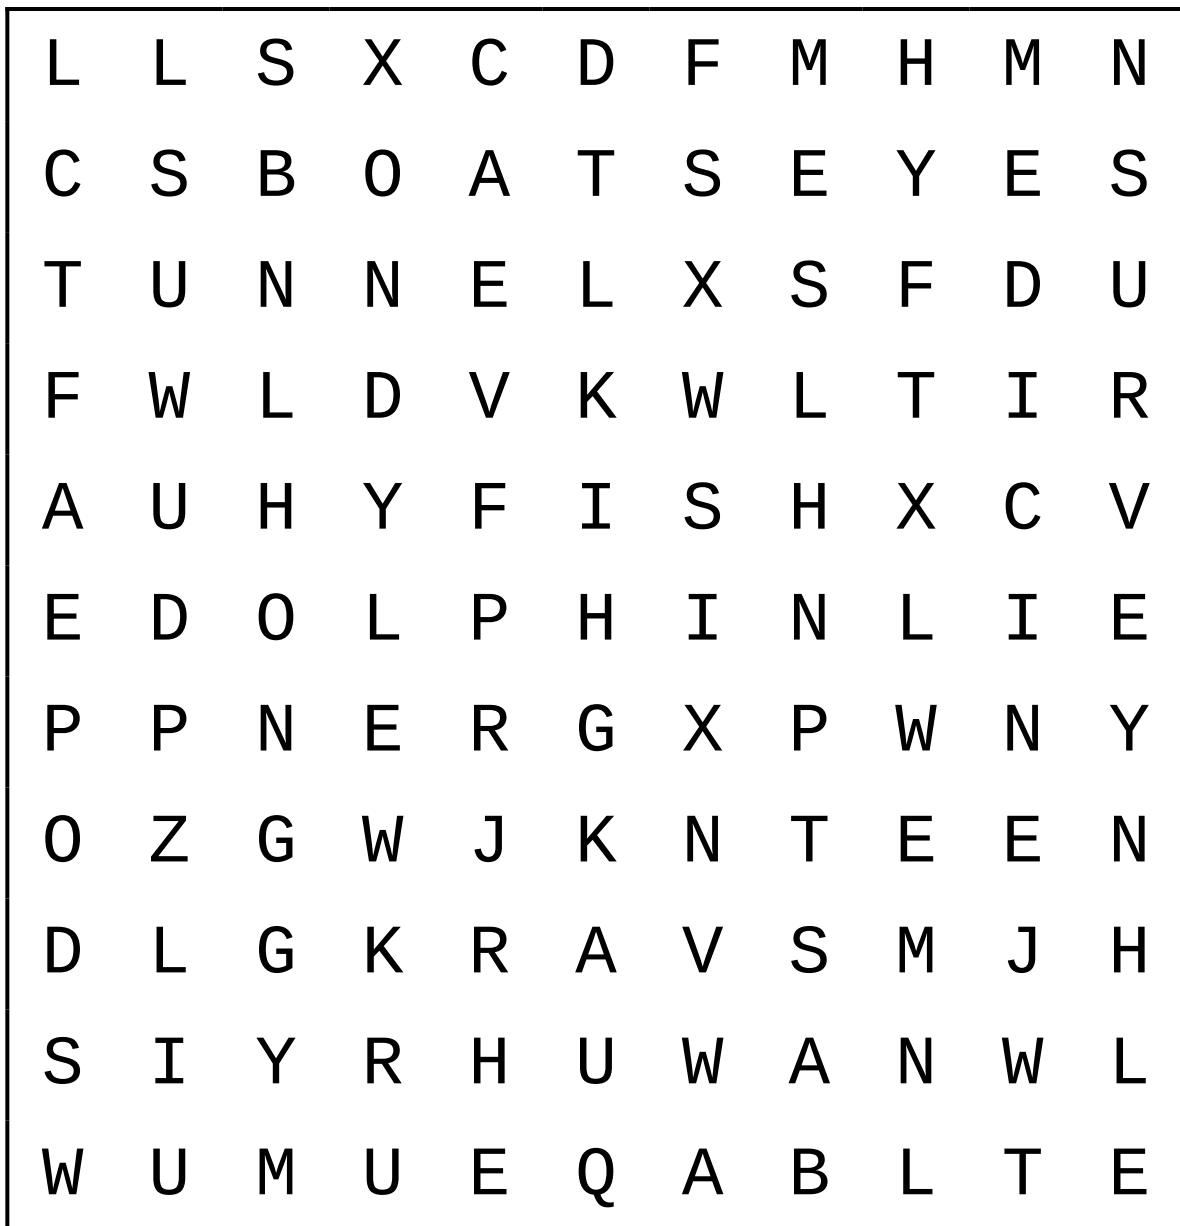 L L S X C D F M H M N
C S B O A T S E Y E S
T U N N E L X S F D U
F W L D V K W L T I R
A U H Y F I S H X C V
E D O L P H I N L I E
P P N E R G X P W N Y
O Z G W J K N T E E N
D L G K R A V S M J H
S I Y R H U W A N W L
W U M U E Q A B L T E